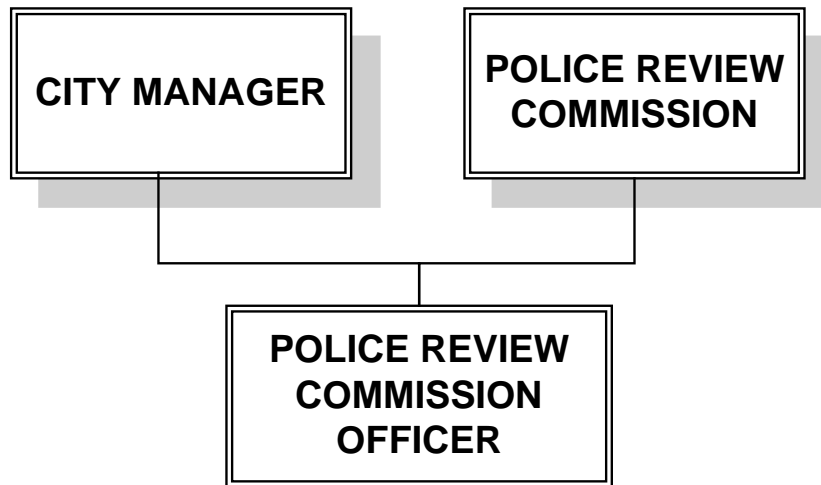 CITY MANAGER
POLICE REVIEW
COMMISSION
POLICE REVIEW
COMMISSION
OFFICER